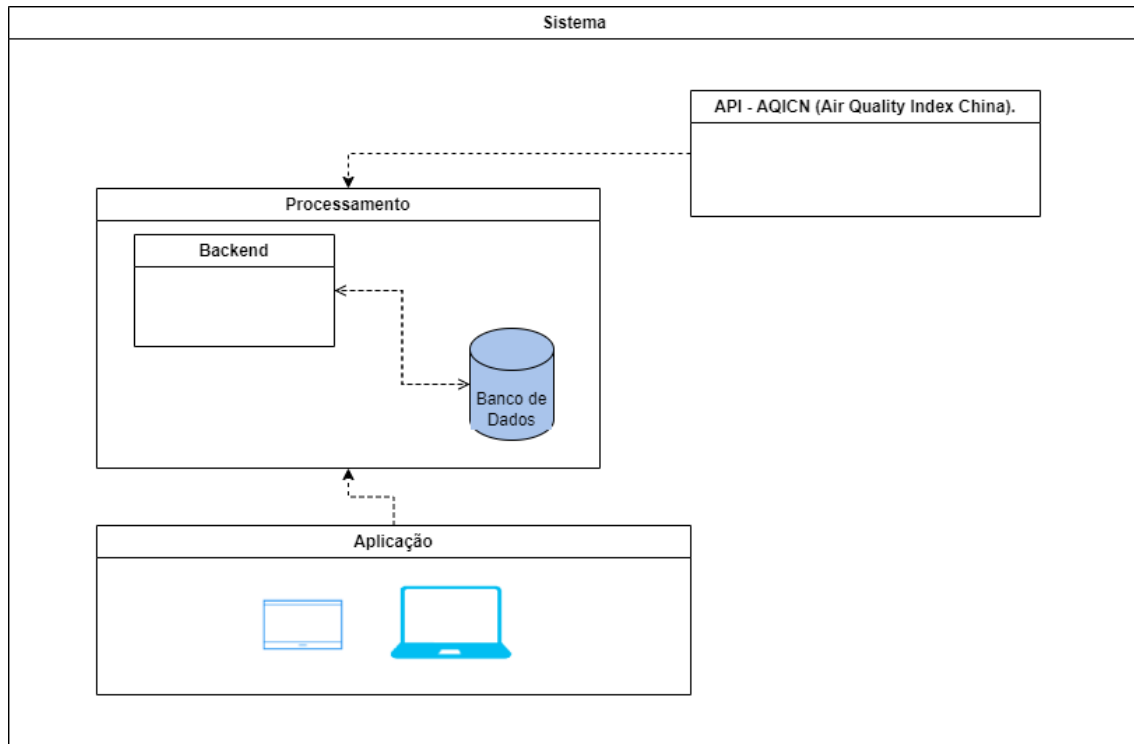 Sistema
API - AQICN (Air Quality Index China).
Processamento
Backend
Banco de
Dados
Aplicação